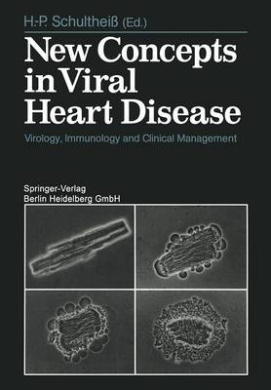 H.-P. Schultheiß (Ed.)
New Concepts
in Viral
Heart Disease
Virology, Immunology and Clinical Management
Springer-Verlag
Berlin Heidelberg GmbH